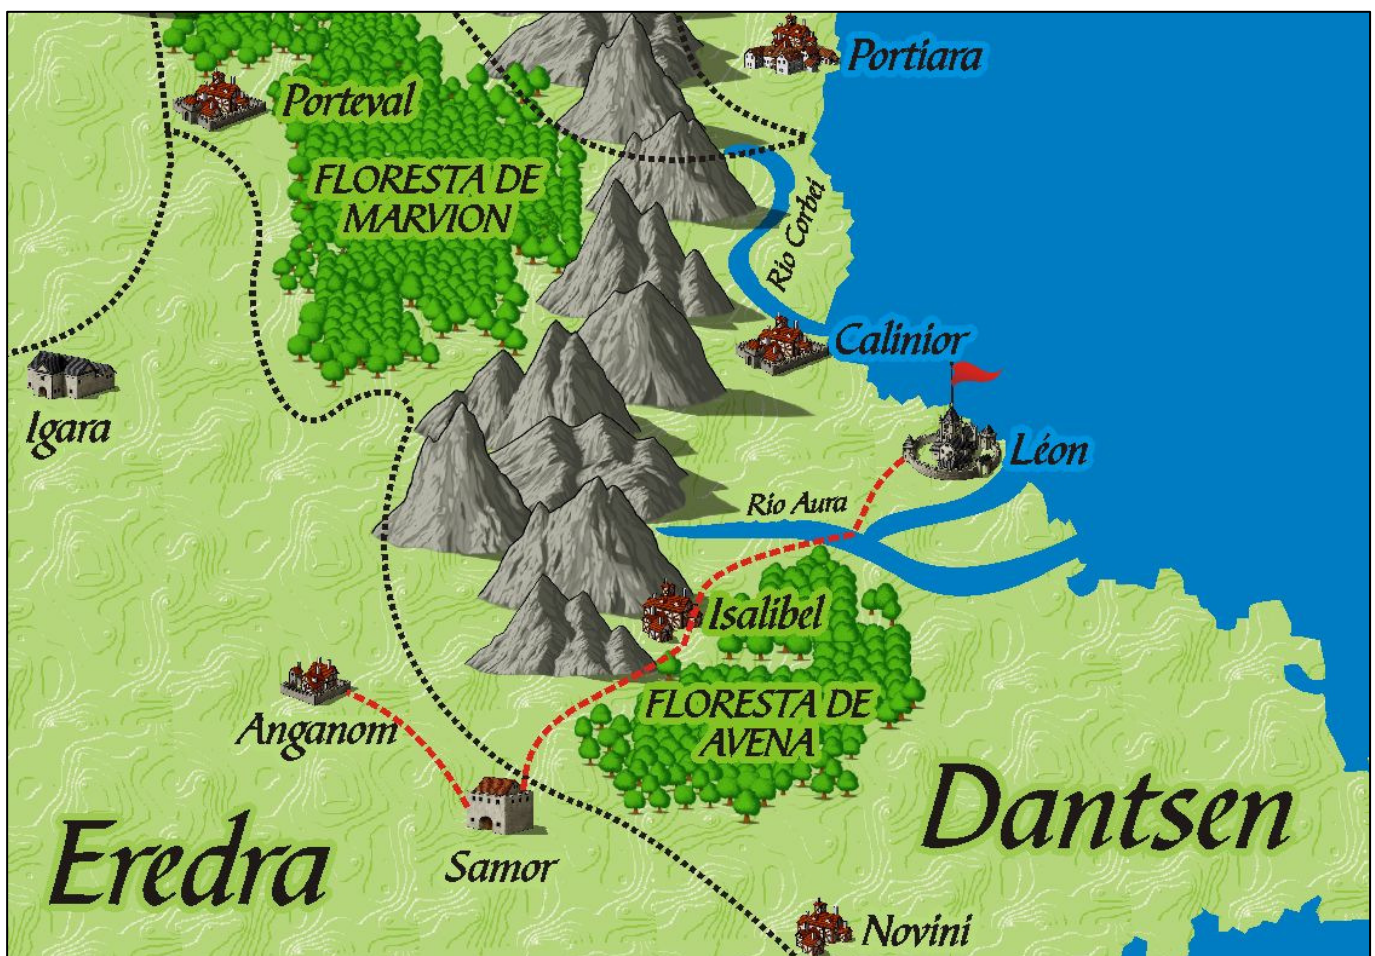 Portiara
Porteval
FLORESTA DE
MARVION
Rio Corbei
Calinior
Igara
Léon
Rio Aura
Isalibel
FLORESTA DE
AVENA
Anganom
Dantsen
Eredra
Samor
Novini